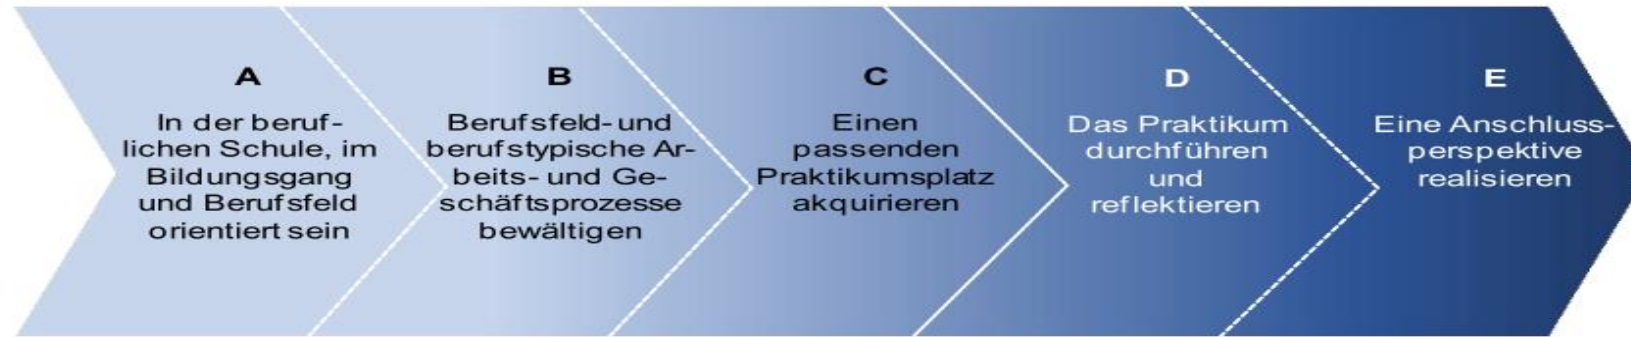 A
In der beruf-
lichen Schule, im
Bildungsgang
und Berufsfeld
orientiert sein
B
Berufsfeld- und
berufstypische Ar-
beits- und Ge-
schäftsprozesse
bewältigen
C
Einen
passenden
Praktikumsplatz
akquirieren
D
Das Praktikum
durchführen
und
reflektieren
E
Eine Anschluss-
perspektive
realisieren